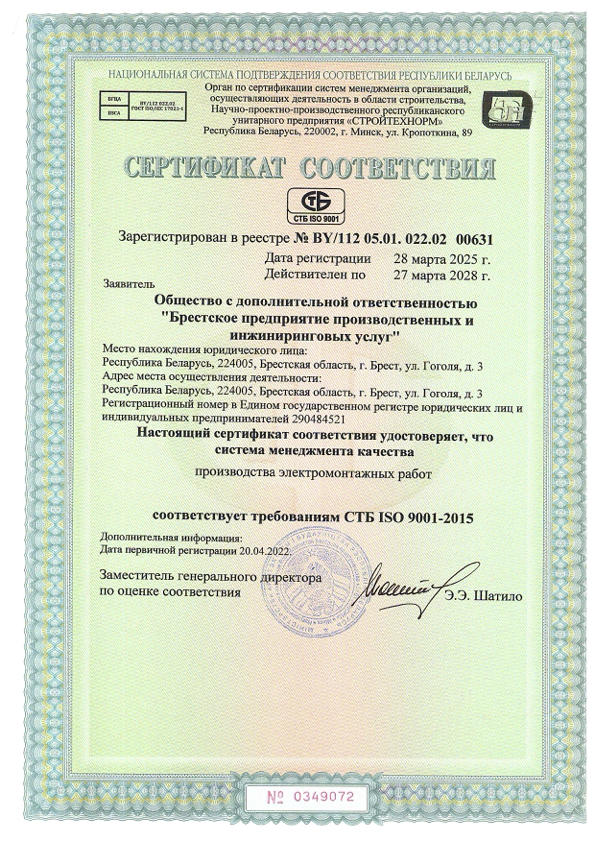 НАЦИОНАЛЬНАЯ СИСТЕМА ПОДТВЕРЖДЕНИЯ СООТВЕТСТВИЯ РЕСПУБЛИКИ БЕЛАРУСЬ
Орган по сертификации систем менеджмента организаций,
осуществляющих деятельность в области строительства,
Научно-проектно-производственного республиканского
унитарного предприятия «СТРОЙТЕХНОРМ»
Республика Беларусь, 220002, г. Минск, ул. Кропоткина, 89
БГЦА
BSCA
BY/112 022.02
ГОСТ ISO/IEC 17021-1
СЕРТИФИКАТ СООТВЕТСТВИЯ
СТБ
СТБ ISO 9001
Зарегистрирован в реестре № BY/112 05.01. 022.02 00631
Дата регистрации 28 марта 2025 г.
Действителен по 27 марта 2028 г.
Заявитель
Общество с дополнительной ответственностью
"Брестское предприятие производственных и
инжиниринговых услуг"
Место нахождения юридического лица:
Республика Беларусь, 224005, Брестская область, г. Брест, ул. Гоголя, д. 3
Адрес места осуществления деятельности:
Республика Беларусь, 224005, Брестская область, г. Брест, ул. Гоголя, д. 3
Регистрационный номер в Едином государственном регистре юридических лиц и
индивидуальных предпринимателей 290484521
Настоящий сертификат соответствия удостоверяет, что
система менеджмента качества
производства электромонтажных работ
соответствует требованиям СТБ ISO 9001-2015
Дополнительная информация:
Дата первичной регистрации 20.04.2022.
Заместитель генерального директора
по оценке соответствия
Э.Э. Шатило
№ 0349072